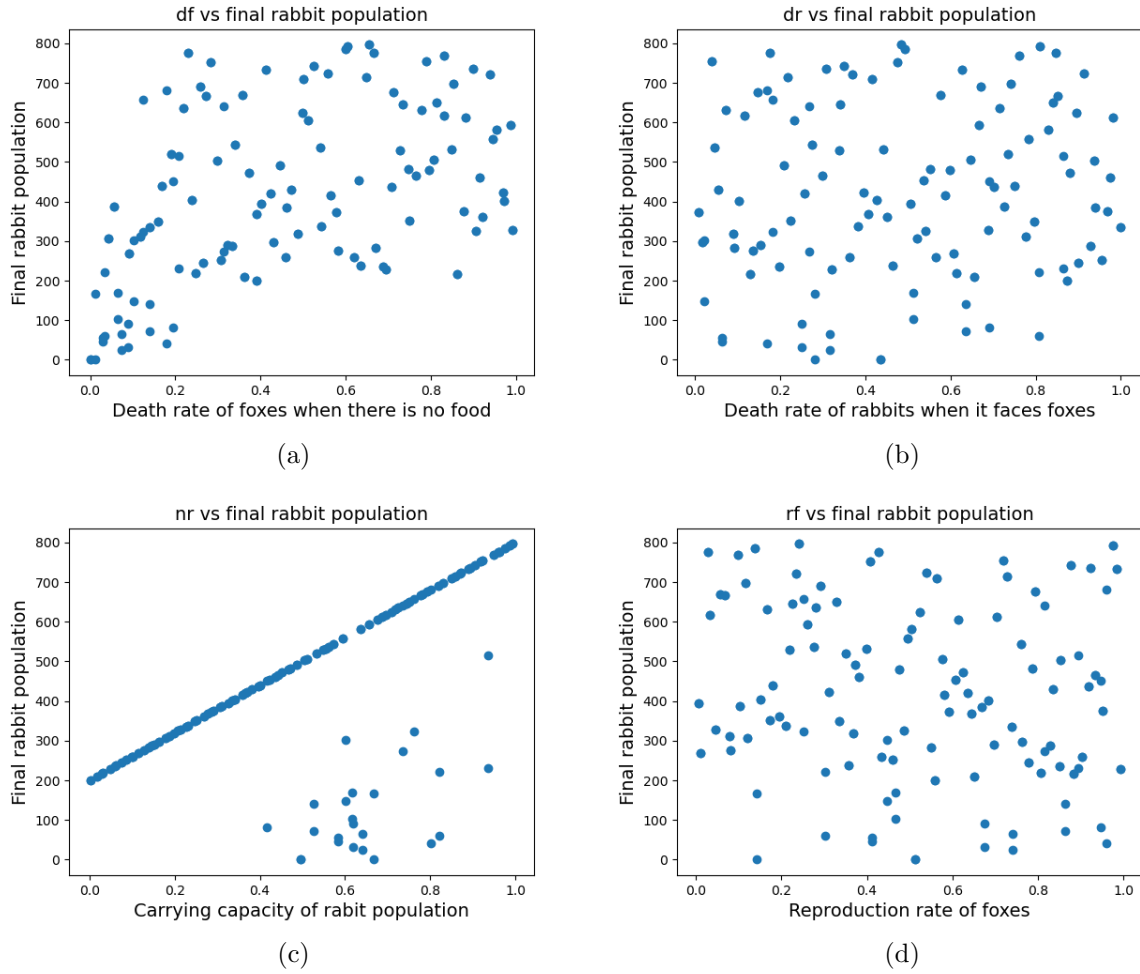 df vs final rabbit population
800
700
600
500
400
300
200
100
0
Final rabbit population
0.0 0.2 0.4 0.6 0.8 1.0
Death rate of foxes when there is no food
(a)
dr vs final rabbit population
800
700
600
500
400
300
200
100
0
Final rabbit population
0.0 0.2 0.4 0.6 0.8 1.0
Death rate of rabbits when it faces foxes
(b)
nr vs final rabbit population
800
700
600
500
400
300
200
100
0
Final rabbit population
0.0 0.2 0.4 0.6 0.8 1.0
Carrying capacity of rabit population
(c)
rf vs final rabbit population
800
700
600
500
400
300
200
100
0
Final rabbit population
0.0 0.2 0.4 0.6 0.8 1.0
Reproduction rate of foxes
(d)